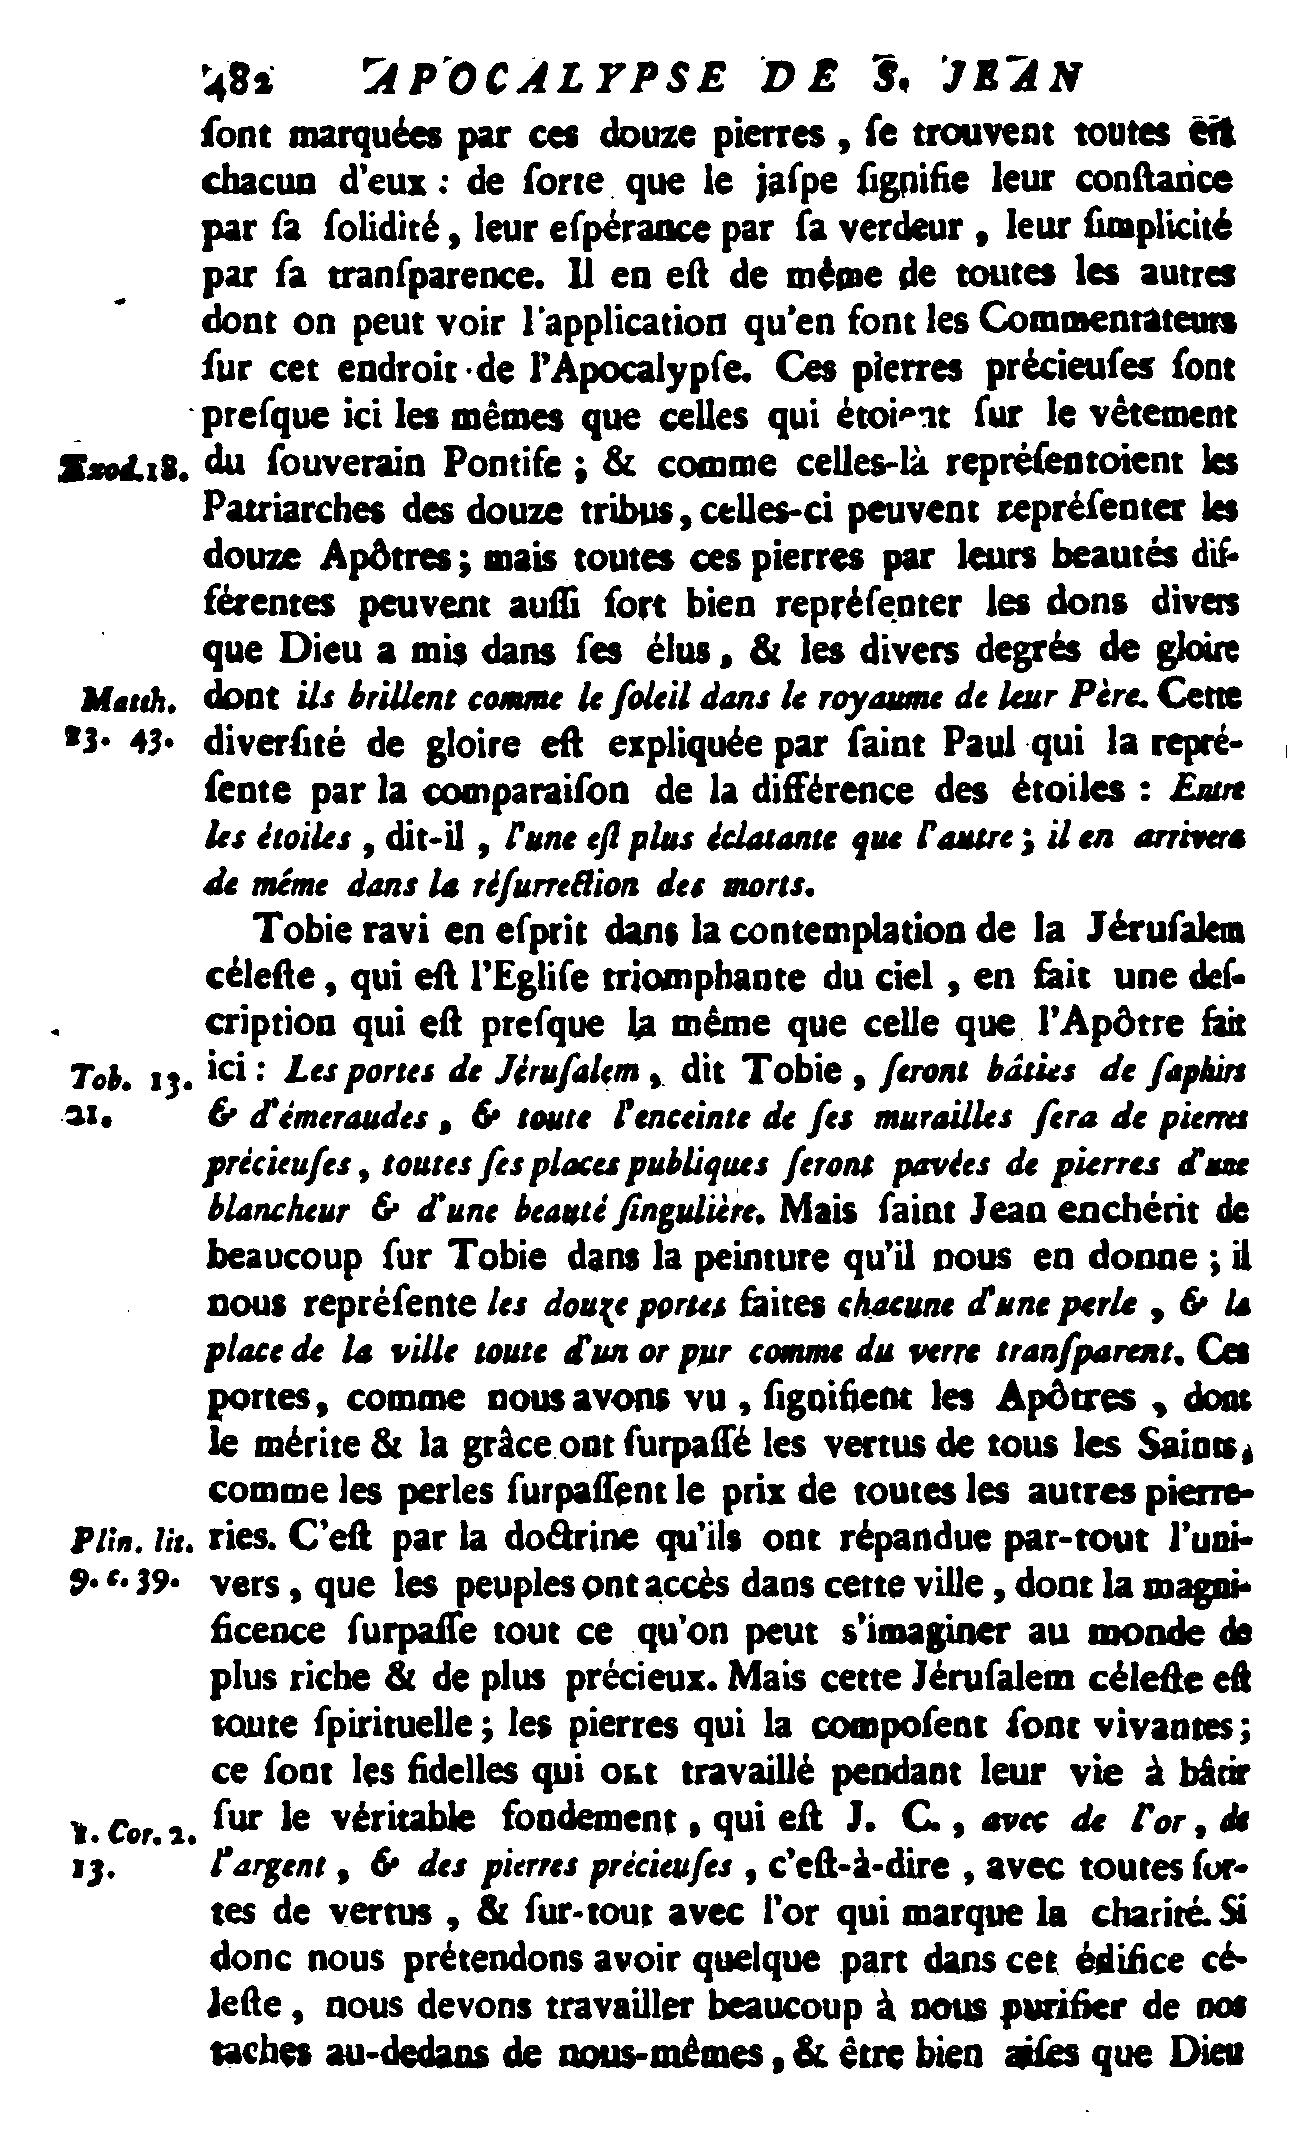 482 APOCALYPSE DE S. JEAN
ſont marquées par ces douze pierres, ſe trouvent toutes en
chacun d'eux : de ſorte que le jaſpe ſignifie leur conſtance
par ſa ſolidité, leur eſpérance par ſa verdeur, leur ſimplicité
par ſa tranſparence. Il en eſt de même de toutes les autres
dont on peut voir l'application qu'en font les Commentateurs
ſur cet endroit de l'Apocalypſe. Ces pierres précieuſes ſont
preſque ici les mêmes que celles qui étoient ſur le vêtement
Exod. 18. du ſouverain Pontife ; & comme celles-là repréſentoient les
Patriarches des douze tribus, celles-ci peuvent repréſenter les
douze Apôtres ; mais toutes ces pierres par leurs beautés dif-
férentes peuvent auſſi fort bien repréſenter les dons divers
que Dieu a mis dans ſes élus, & les divers degrés de gloire
Matth. dont ils brillent comme le ſoleil dans le royaume de leur Père. Cette
13. 43. diverſité de gloire eſt expliquée par ſaint Paul qui la repré-
ſente par la comparaiſon de la différence des étoiles : Entre
les étoiles, dit-il, l'une eſt plus éclatante que l'autre ; il en arrivera
de même dans la réſurrection des morts.
Tobie ravi en eſprit dans la contemplation de la Jéruſalem
céleſte, qui eſt l'Egliſe triomphante du ciel, en fait une deſ-
cription qui eſt preſque la même que celle que l'Apôtre fait
Tob. 13. ici : Les portes de Jéruſalem, dit Tobie, ſeront bâties de ſaphirs
21. & d'émeraudes, & toute l'enceinte de ſes murailles ſera de pierres
précieuſes, toutes ſes places publiques ſeront pavées de pierres d'une
blancheur & d'une beauté ſingulière. Mais ſaint Jean enchérit de
beaucoup ſur Tobie dans la peinture qu'il nous en donne ; il
nous repréſente les douze portes faites chacune d'une perle, & la
place de la ville toute d'un or pur comme du verre tranſparent. Ces
portes, comme nous avons vu, ſignifient les Apôtres, dont
le mérite & la grâce ont ſurpaſſé les vertus de tous les Saints,
comme les perles ſurpaſſent le prix de toutes les autres pierre-
Plin. lit. ries. C'eſt par la doctrine qu'ils ont répandue par-tout l'uni-
9. c. 39. vers, que les peuples ont accès dans cette ville, dont la magni-
ficence ſurpaſſe tout ce qu'on peut s'imaginer au monde de
plus riche & de plus précieux. Mais cette Jéruſalem céleſte eſt
toute ſpirituelle ; les pierres qui la compoſent ſont vivantes ;
ce ſont les fidelles qui ont travaillé pendant leur vie à bâtir
1. Cor. 2. ſur le véritable fondement, qui eſt J. C., avec de l'or, de
13. l'argent, & des pierres précieuſes, c'eſt-à-dire, avec toutes ſor-
tes de vertus, & ſur-tout avec l'or qui marque la charité. Si
donc nous prétendons avoir quelque part dans cet édifice cé-
leſte, nous devons travailler beaucoup à nous purifier de nos
taches au-dedans de nous-mêmes, & être bien aiſes que Dieu